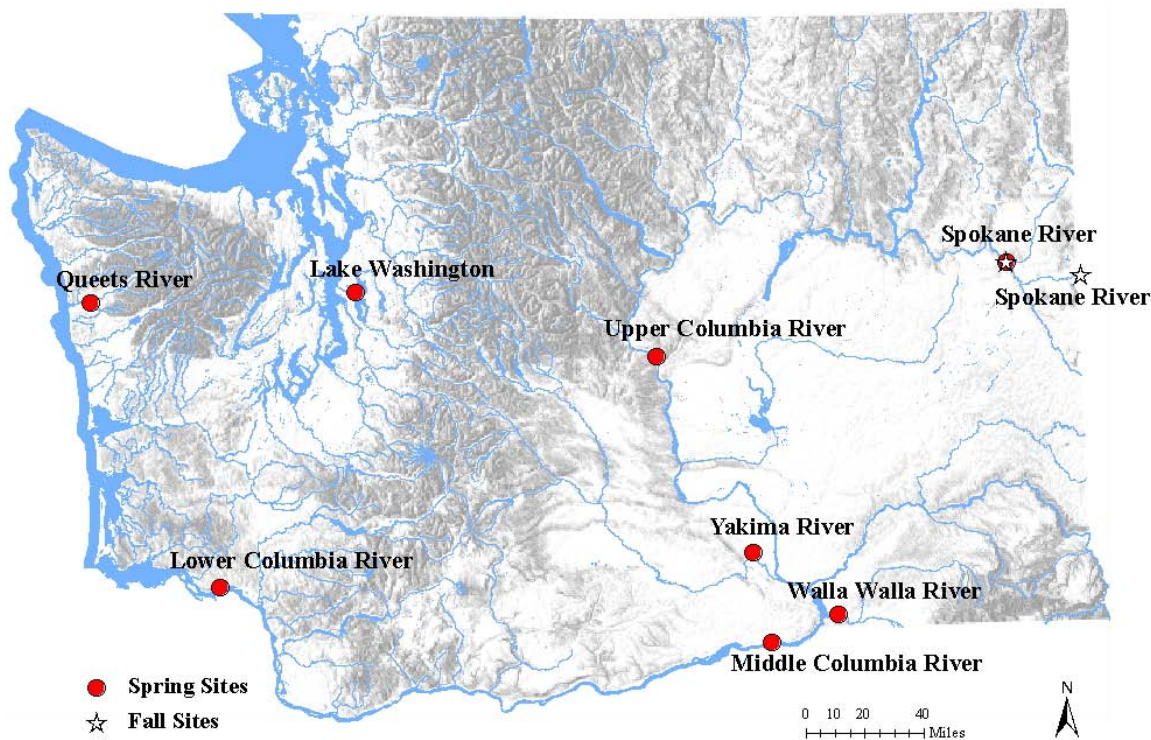 Spokane River
Lake Washington
Queets River
Spokane River
Upper Columbia River
Yakima River
Lower Columbia River
Walla Walla River
Middle Columbia River
Spring Sites
Fall Sites
N
0 10 20 40
Miles